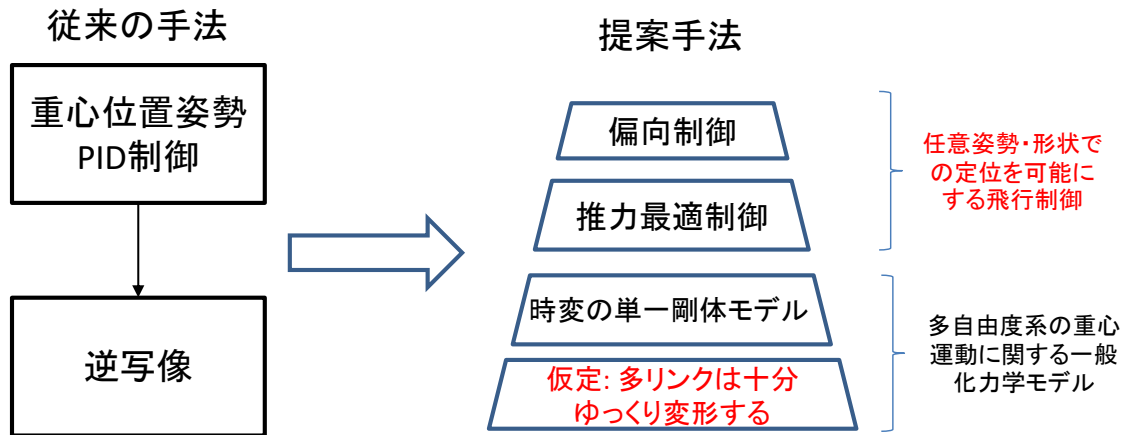 従来の手法
重心位置姿勢
PID制御
逆写像
提案手法
偏向制御
推力最適制御
時変の単一剛体モデル
仮定: 多リンクは十分
ゆっくり変形する
任意姿勢・形状で
の定位を可能に
する飛行制御
多自由度系の重心
運動に関する一般
化力学モデル